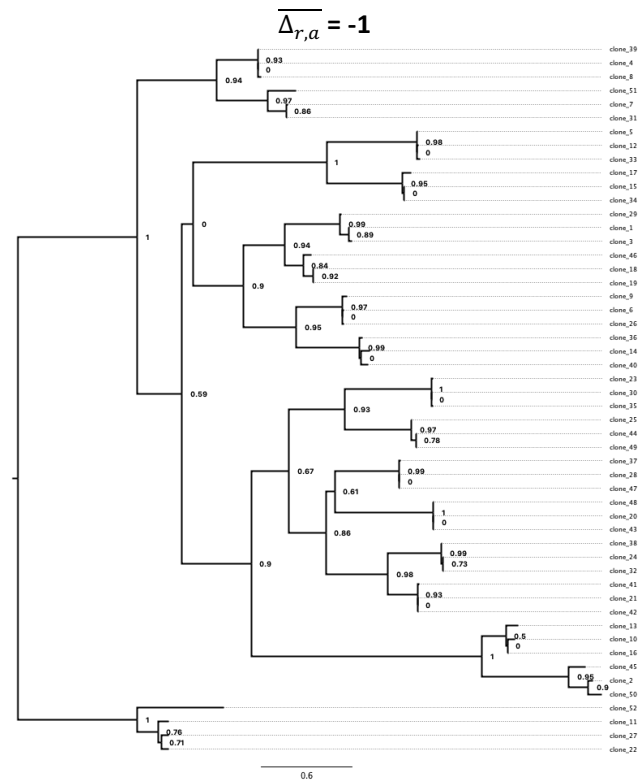 Δr,a = -1
0.93
clone_39
clone_4
0
clone_8
0.94
clone_51
0.97
clone_7
0.86
clone_31
1
clone_5
0.98
clone_12
0
clone_33
1
clone_17
0.95
clone_15
0
clone_34
0
clone_29
0.99
clone_1
0.89
clone_3
0.94
clone_46
0.84
clone_18
0.92
clone_19
0.9
clone_9
0.97
clone_6
0
clone_26
0.95
clone_36
0.99
clone_14
0
clone_40
0.59
clone_23
1
clone_30
0
clone_35
0.93
clone_25
0.97
clone_44
0.78
clone_49
0.67
clone_37
0.99
clone_28
0
clone_47
0.61
clone_48
1
clone_20
0
clone_43
0.86
clone_38
0.99
clone_24
0.73
clone_32
0.98
clone_41
0.93
clone_21
0
clone_42
0.9
clone_13
0.5
clone_10
0
clone_16
1
clone_45
0.95
clone_2
0.9
clone_50
clone_52
1
clone_11
0.76
clone_27
0.71
clone_22
0.6